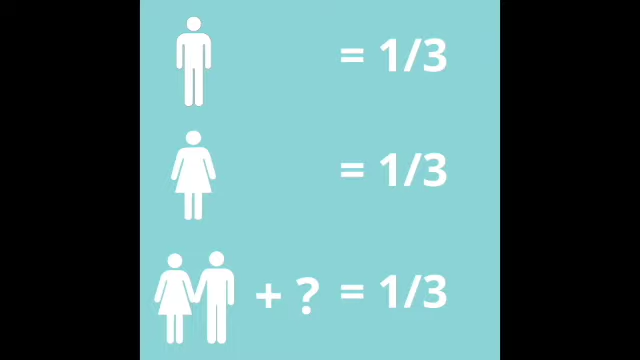 = 1/3
= 1/3
+ ? = 1/3